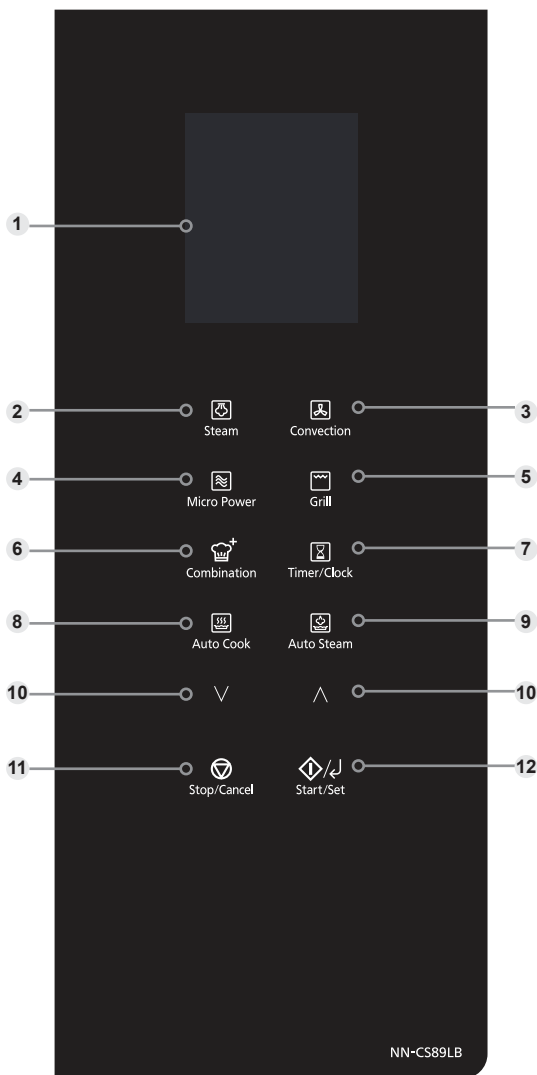 1
2 Steam Convection 3
4 Micro Power Grill 5
6 Combination Timer/Clock 7
8 Auto Cook Auto Steam 9
10 10
11 Stop/Cancel Start/Set 12
NN-CS89LB